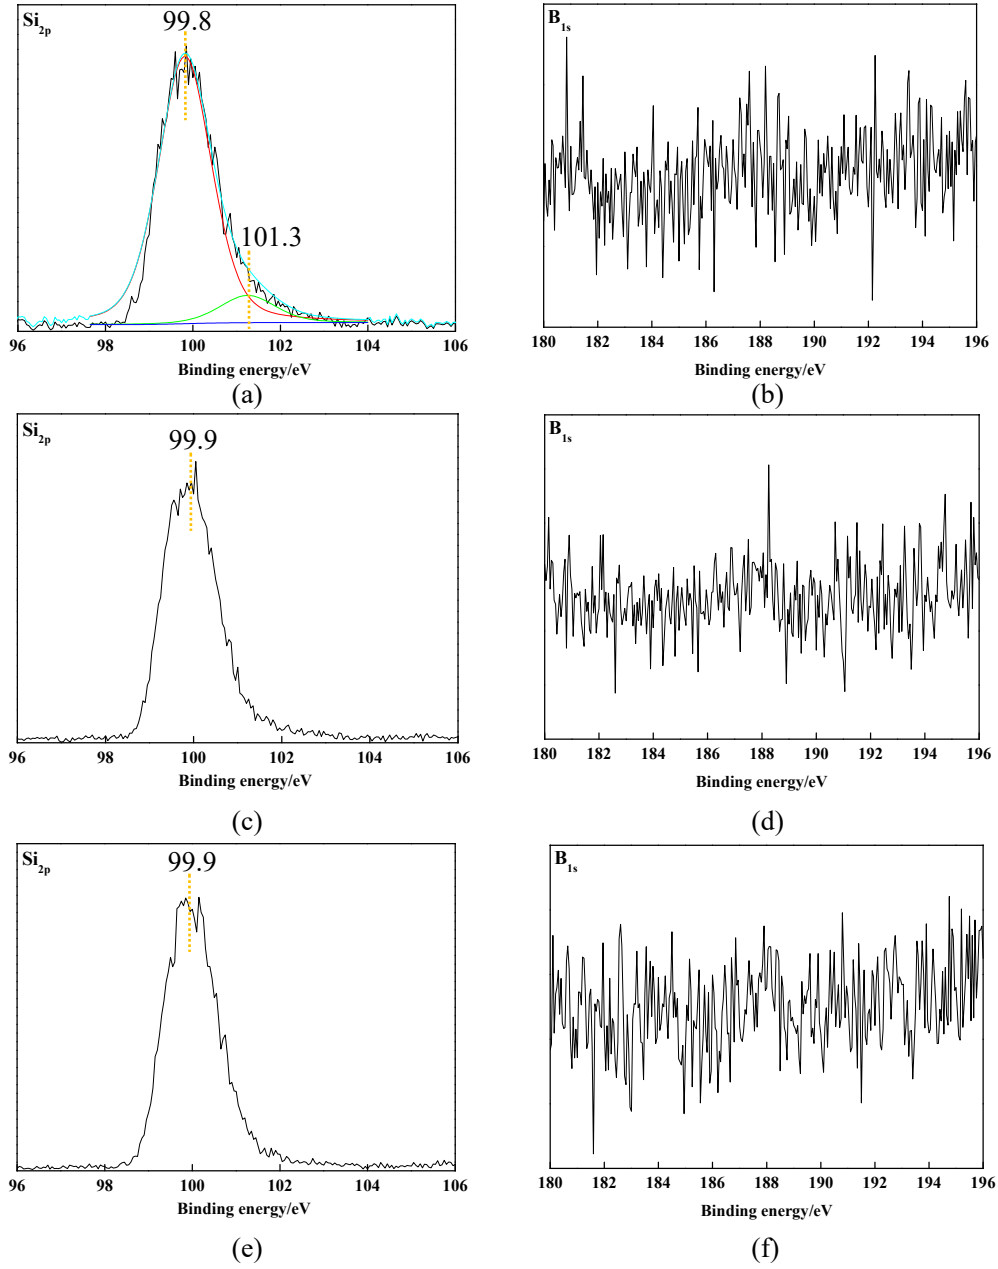 Si2p
99.8
101.3
96 98 100 102 104 106
Binding energy/eV
(a)
B1s
180 182 184 186 188 190 192 194 196
Binding energy/eV
(b)
Si2p
99.9
96 98 100 102 104 106
Binding energy/eV
(c)
B1s
180 182 184 186 188 190 192 194 196
Binding energy/eV
(d)
Si2p
99.9
96 98 100 102 104 106
Binding energy/eV
(e)
B1s
180 182 184 186 188 190 192 194 196
Binding energy/eV
(f)